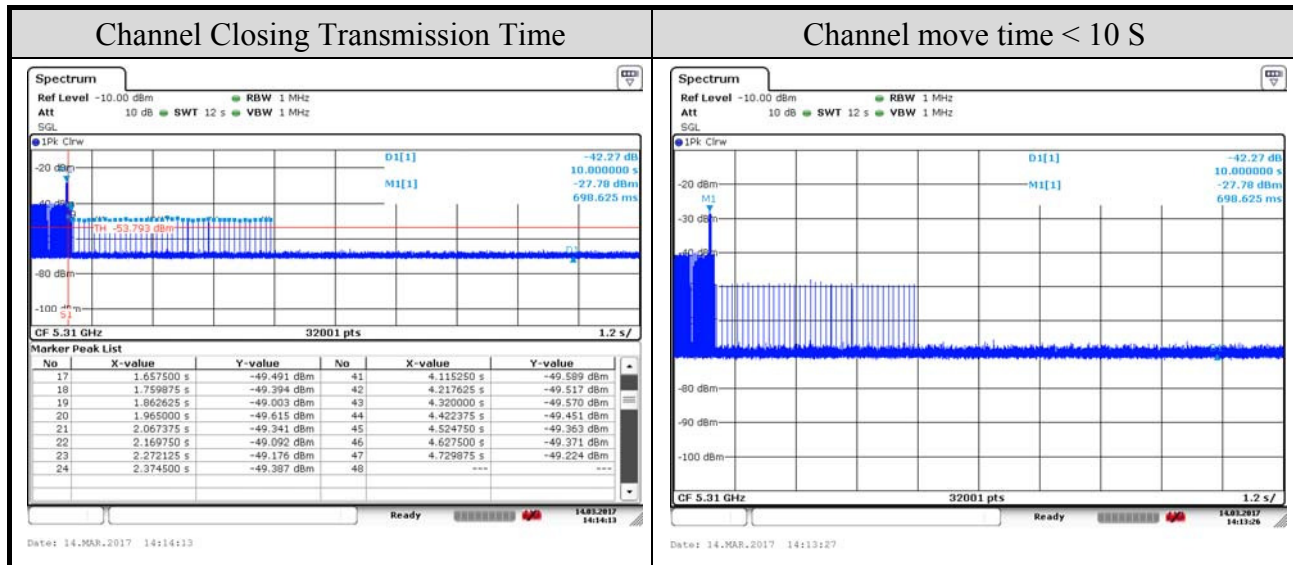 Channel Closing Transmission Time
Channel move time < 10 S
Spectrum
Ref Level -10.00 dBm RBW 1 MHz
Att 10 dB SWT 12 s VBW 1 MHz
SGL
1Pk Clrw
D1[1] -42.27 dB
10.000000 s
-20 dBm
M1[1] -27.78 dBm
698.625 ms
-40 dBm
TH -53.793 dBm
D1
-80 dBm
-100 dBm
S1
CF 5.31 GHz 32001 pts 1.2 s/
Marker Peak List
No X-value Y-value No X-value Y-value
17 1.657500 s -49.491 dBm 41 4.115250 s -49.589 dBm
18 1.759875 s -49.394 dBm 42 4.217625 s -49.517 dBm
19 1.862625 s -49.003 dBm 43 4.320000 s -49.570 dBm
20 1.965000 s -49.615 dBm 44 4.422375 s -49.451 dBm
21 2.067375 s -49.341 dBm 45 4.524750 s -49.363 dBm
22 2.169750 s -49.092 dBm 46 4.627500 s -49.371 dBm
23 2.272125 s -49.176 dBm 47 4.729875 s -49.224 dBm
24 2.374500 s -49.387 dBm 48 --- ---
Ready 14.03.2017
14:14:13
Date: 14.MAR.2017 14:14:13
Spectrum
Ref Level -10.00 dBm RBW 1 MHz
Att 10 dB SWT 12 s VBW 1 MHz
SGL
1Pk Clrw
D1[1] -42.27 dB
10.000000 s
-20 dBm
M1[1] -27.78 dBm
M1
698.625 ms
-30 dBm
-40 dBm
-80 dBm
-90 dBm
-100 dBm
CF 5.31 GHz 32001 pts 1.2 s/
Ready 14.03.2017
14:13:26
Date: 14.MAR.2017 14:13:27